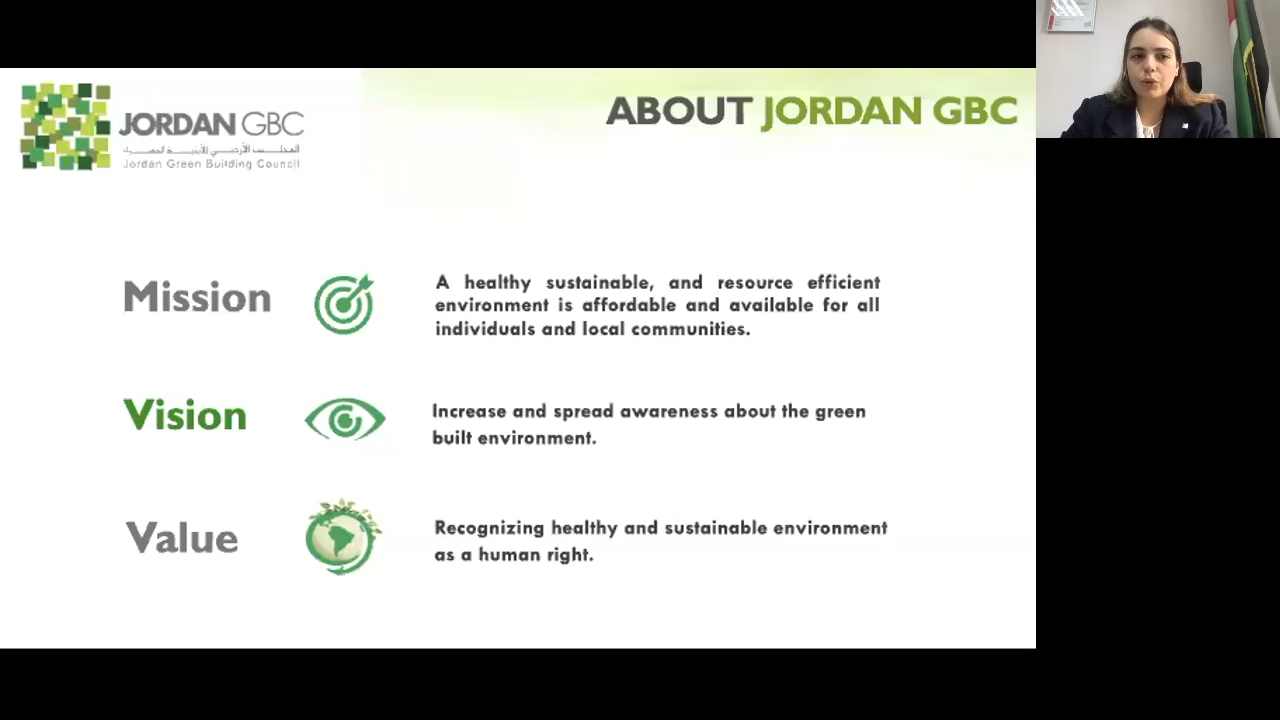 JORDAN GBC
المجلس الأردني للأبنية الخضراء
Jordan Green Building Council
ABOUT JORDAN GBC
Mission
A healthy sustainable, and resource efficient
environment is affordable and available for all
individuals and local communities.
Vision
Increase and spread awareness about the green
built environment.
Value
Recognizing healthy and sustainable environment
as a human right.